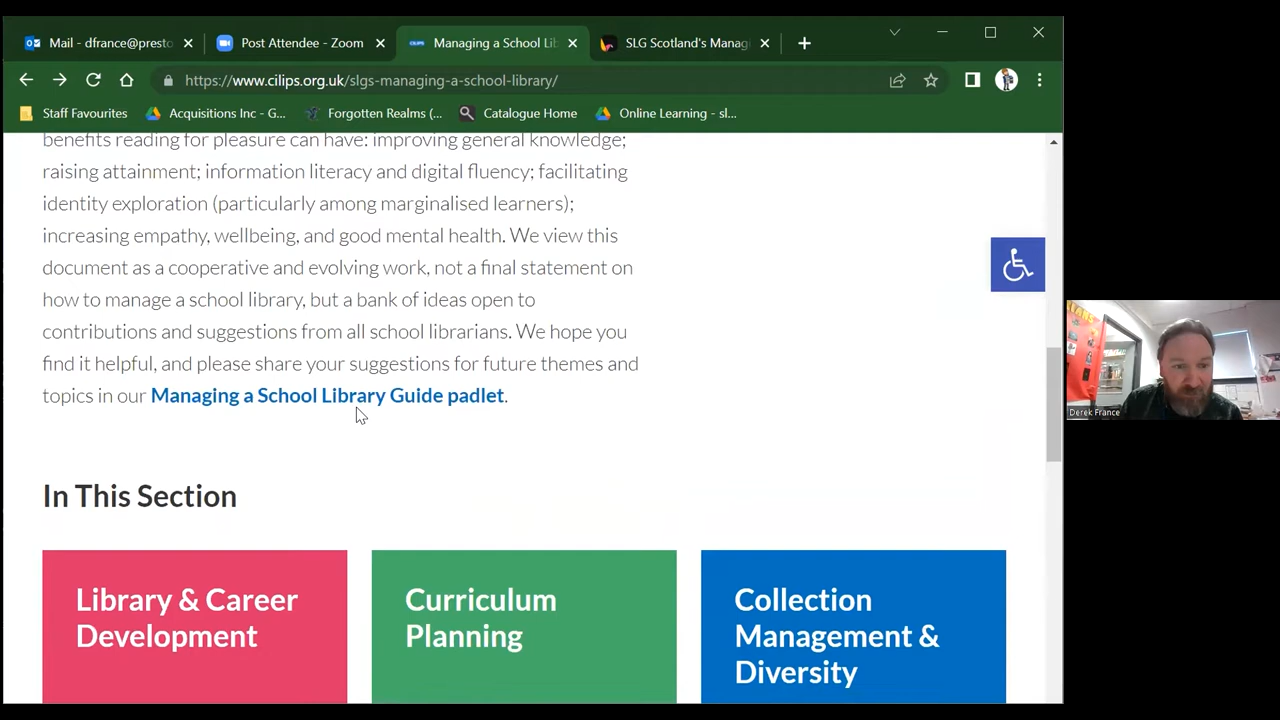 Mail - dfrance@presto
Post Attendee - Zoom
CILIPS
Managing a School Lib
SLG Scotland's Manag
https://www.cilips.org.uk/slgs-managing-a-school-library/
Staff Favourites
Acquisitions Inc - G...
Forgotten Realms (...
Catalogue Home
Online Learning - sl...
benefits reading for pleasure can have: improving general knowledge;
raising attainment; information literacy and digital fluency; facilitating
identity exploration (particularly among marginalised learners);
increasing empathy, wellbeing, and good mental health. We view this
document as a cooperative and evolving work, not a final statement on
how to manage a school library, but a bank of ideas open to
contributions and suggestions from all school librarians. We hope you
find it helpful, and please share your suggestions for future themes and
topics in our Managing a School Library Guide padlet.
Derek France
In This Section
Library & Career
Development
Curriculum
Planning
Collection
Management &
Diversity